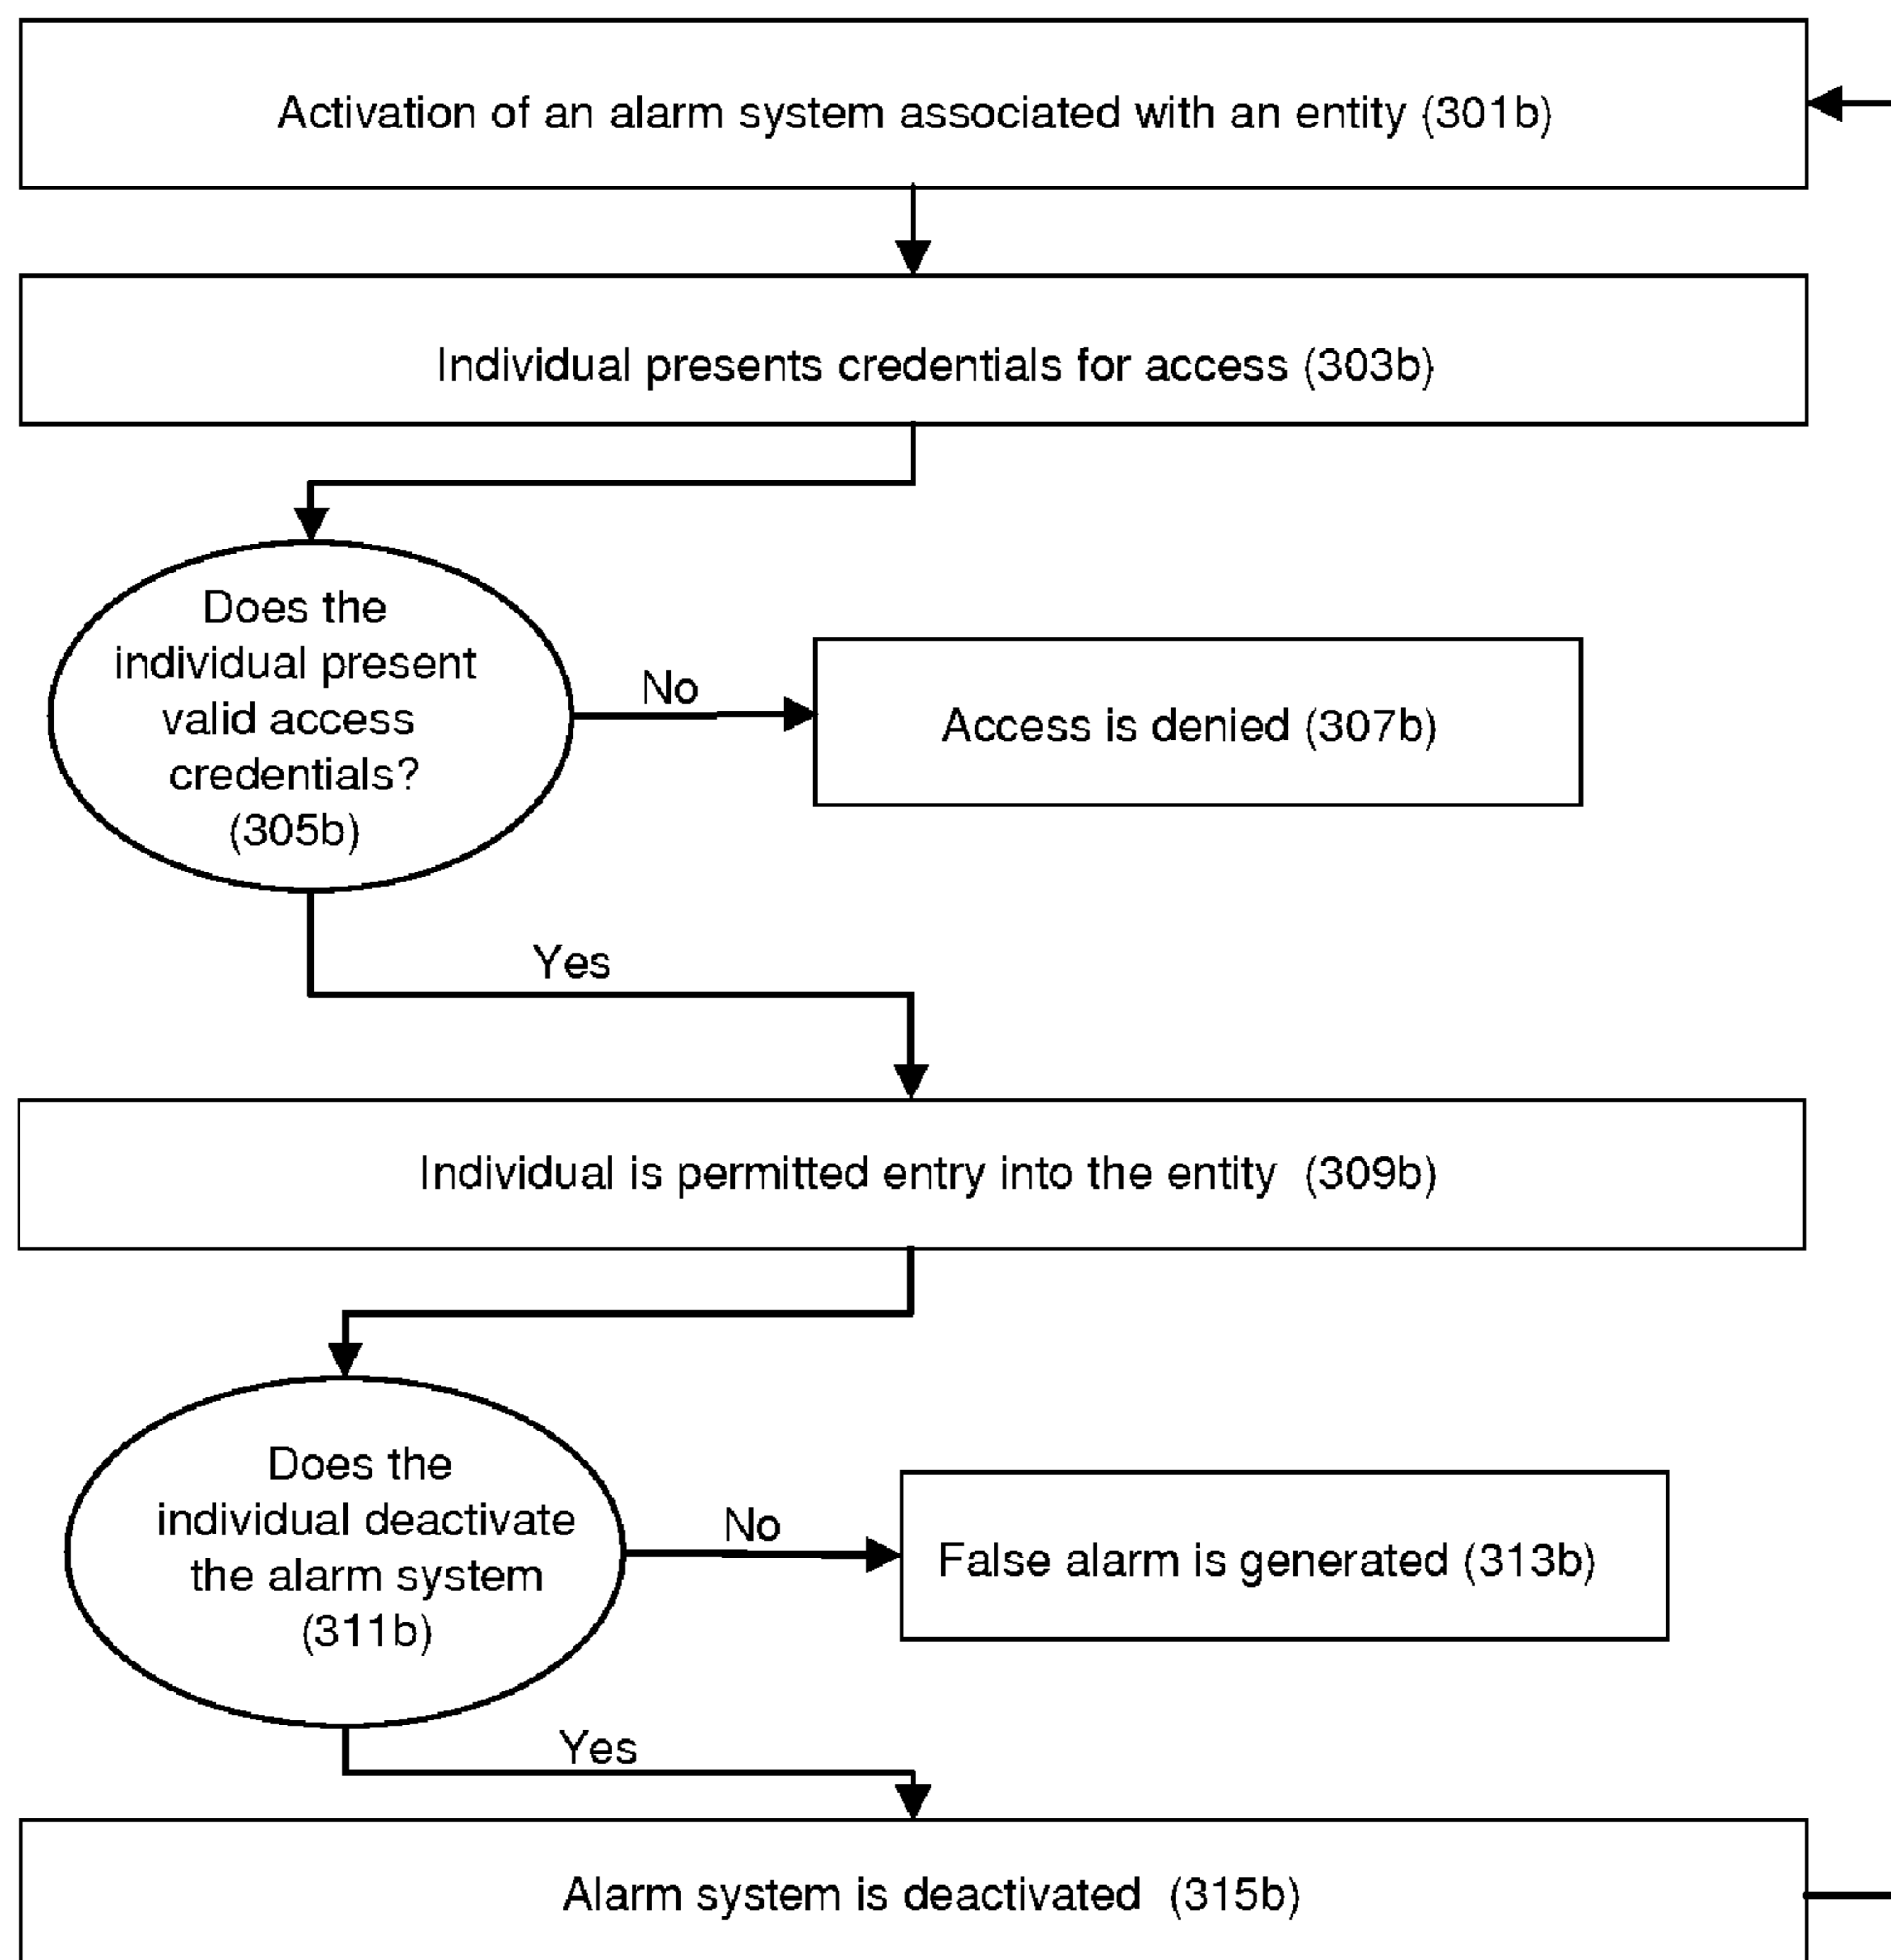 Activation of an alarm system associated with an entity (301b)
Individual presents credentials for access (303b)
Does the
individual present
valid access
credentials?
(305b)
No
Access is denied (307b)
Yes
Individual is permitted entry into the entity (309b)
Does the
individual deactivate
the alarm system
(311b)
No
False alarm is generated (313b)
Yes
Alarm system is deactivated (315b)